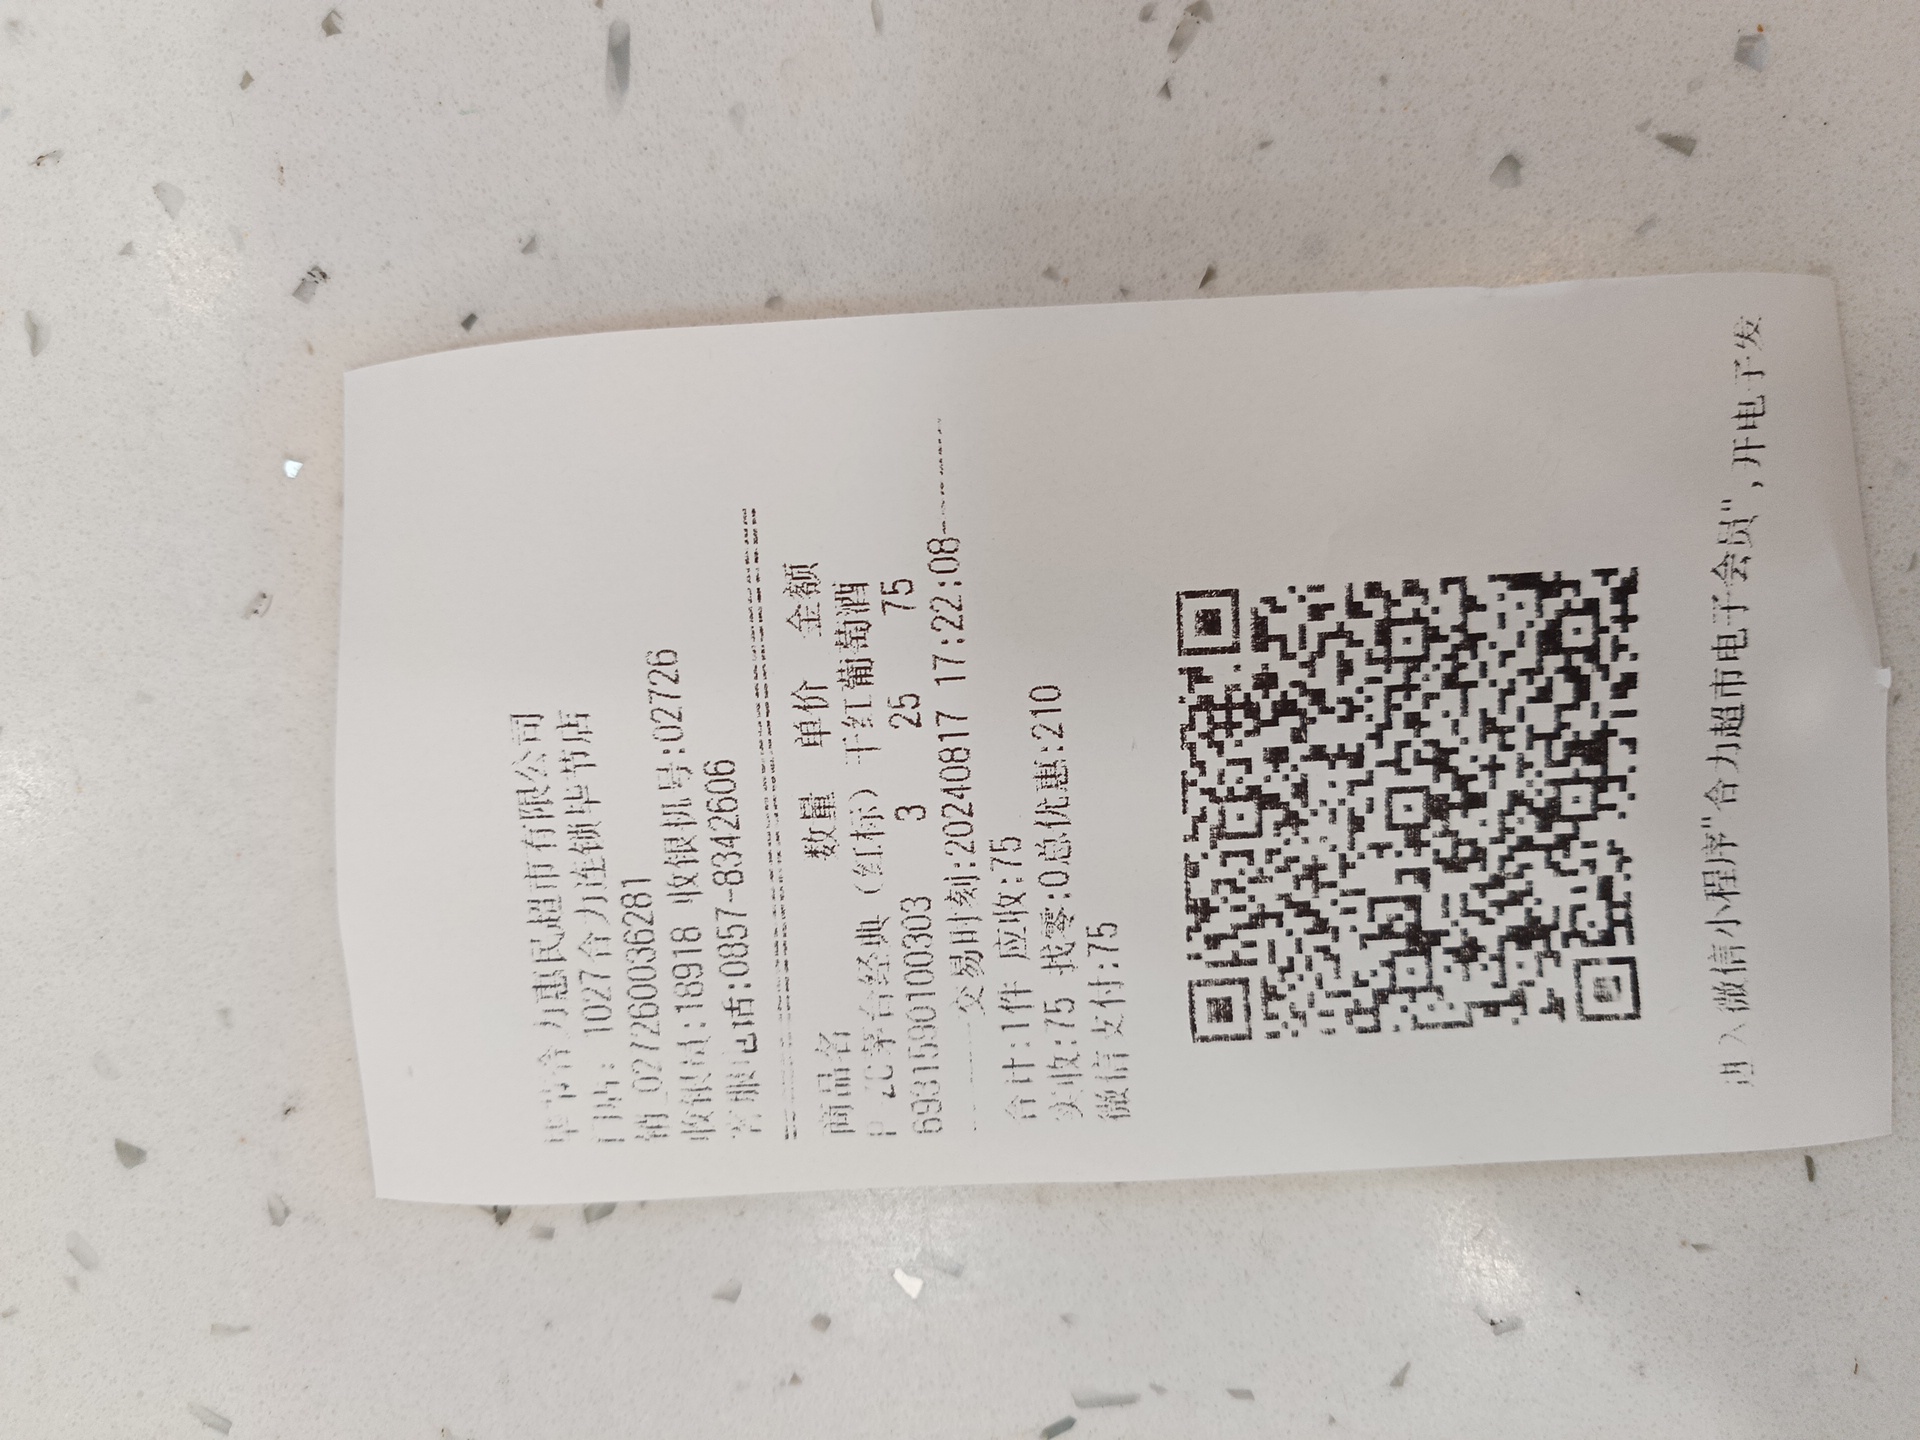 毕节合力惠民超市有限公司
门店: 1027合力连锁毕节店
销_0272600036281
收银员:18918 收银机号:02726
客服电话:0857-8342606
商品名 数量 单价 金额
P ZG茅台经典(红标)干红葡萄酒
6931590100303 3 25 75
交易时刻:20240817 17:22:08
合计:1件 应收:75
实收:75 找零:0总优惠:210
微信支付:75
进入微信小程序"合力超市电子会员",开电子发